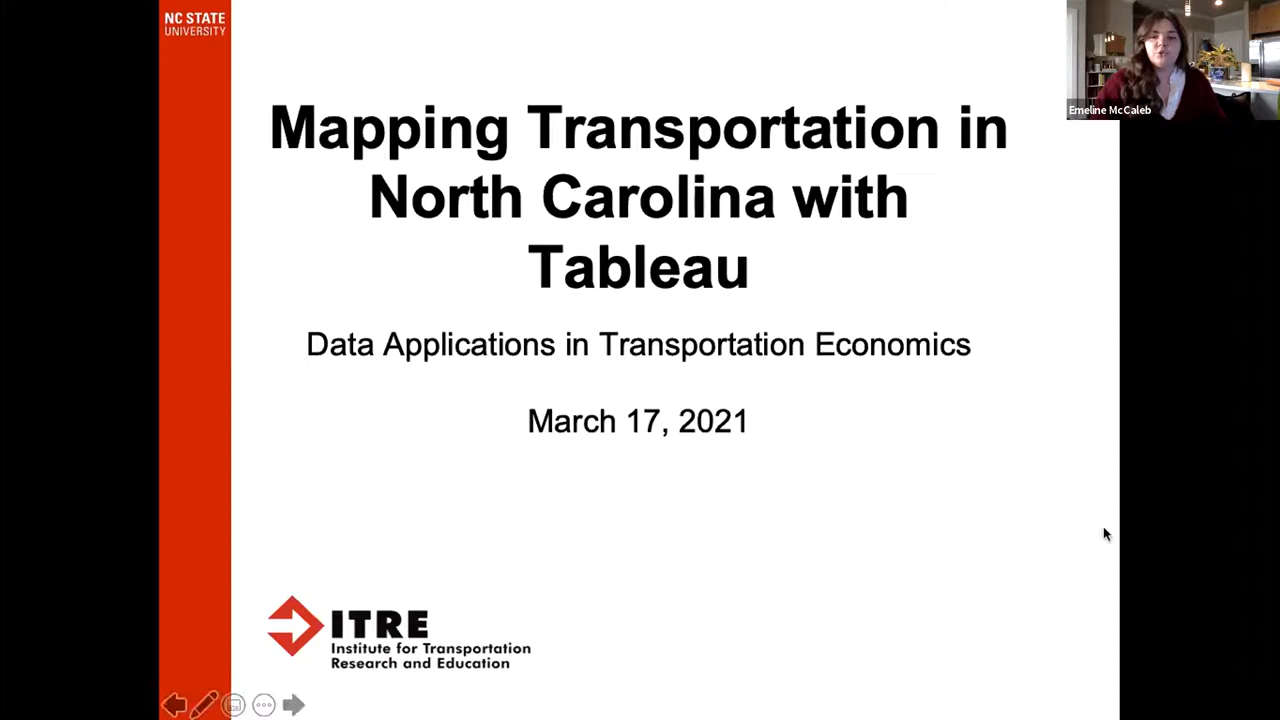 NC STATE
UNIVERSITY
Emeline McCaleb
Mapping Transportation in
North Carolina with
Tableau
Data Applications in Transportation Economics
March 17, 2021
ITRE
Institute for Transportation
Research and Education